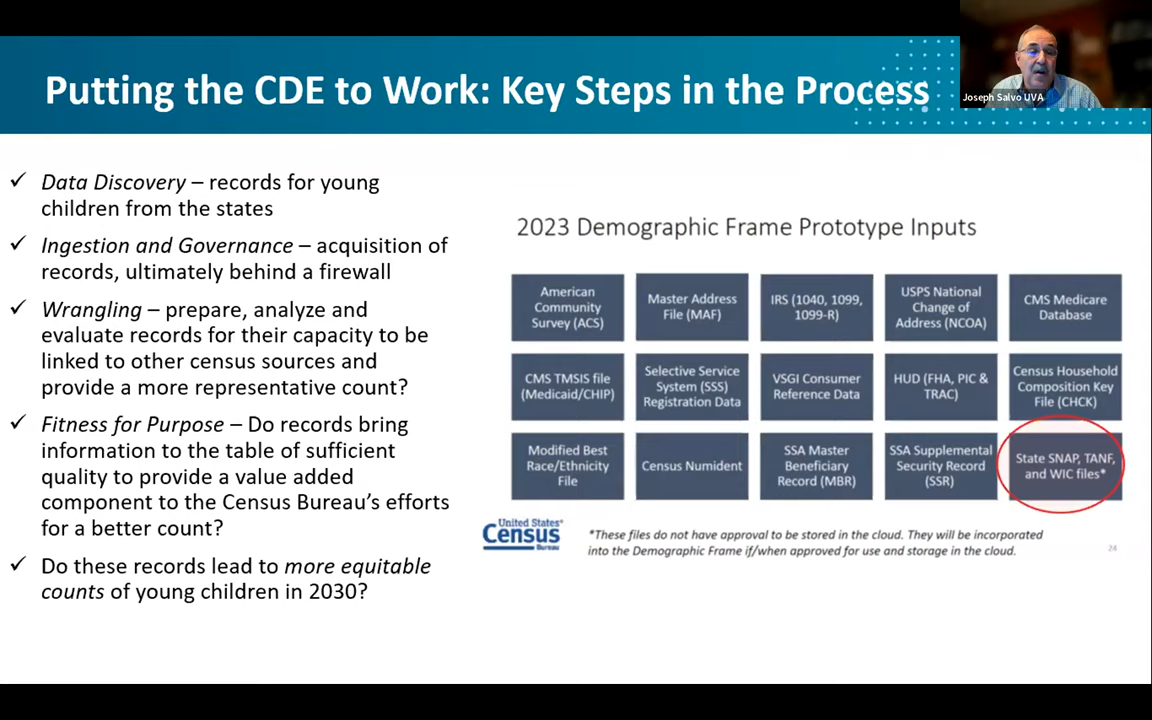 Putting the CDE to Work: Key Steps in the Process
Joseph Salvo UVA
✓ Data Discovery – records for young
children from the states
✓ Ingestion and Governance – acquisition of
records, ultimately behind a firewall
✓ Wrangling – prepare, analyze and
evaluate records for their capacity to be
linked to other census sources and
provide a more representative count?
✓ Fitness for Purpose – Do records bring
information to the table of sufficient
quality to provide a value added
component to the Census Bureau's efforts
for a better count?
✓ Do these records lead to more equitable
counts of young children in 2030?
2023 Demographic Frame Prototype Inputs
American
Community
Survey (ACS)
Master Address
File (MAF)
IRS (1040, 1099,
1099-R)
USPS National
Change of
Address (NCOA)
CMS Medicare
Database
CMS TMSIS file
(Medicaid/CHIP)
Selective Service
System (SSS)
Registration Data
VSGI Consumer
Reference Data
HUD (FHA, PIC &
TRAC)
Census Household
Composition Key
File (CHCK)
Modified Best
Race/Ethnicity
File
Census Numident
SSA Master
Beneficiary
Record (MBR)
SSA Supplemental
Security Record
(SSR)
State SNAP, TANF,
and WIC files*
United States®
Census
Bureau
*These files do not have approval to be stored in the cloud. They will be incorporated
into the Demographic Frame if/when approved for use and storage in the cloud.
24